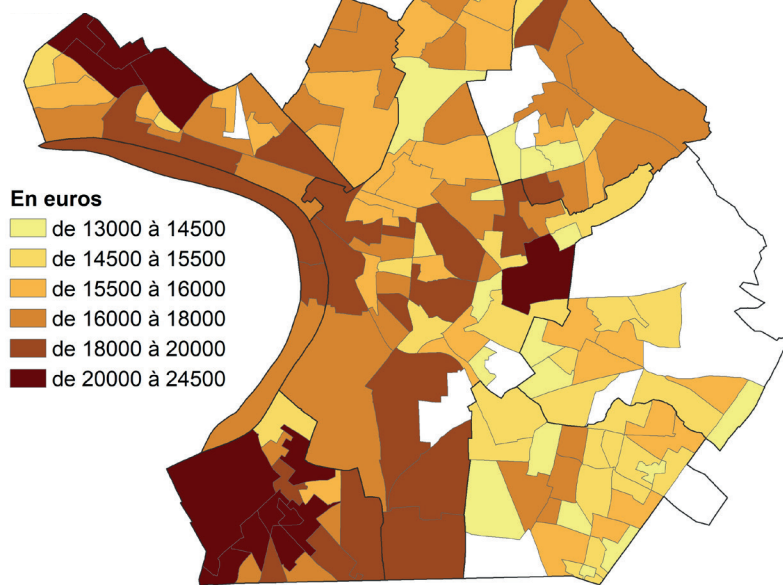 En euros
de 13000 à 14500
de 14500 à 15500
de 15500 à 16000
de 16000 à 18000
de 18000 à 20000
de 20000 à 24500